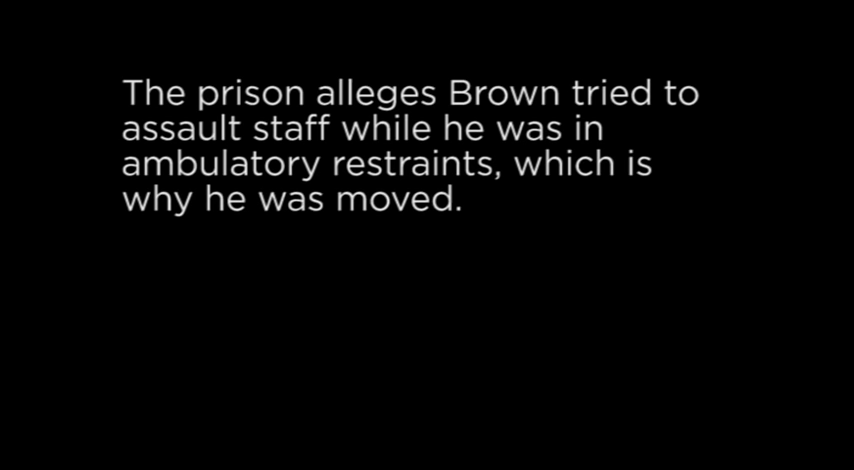 The prison alleges Brown tried to
assault staff while he was in
ambulatory restraints, which is
why he was moved.